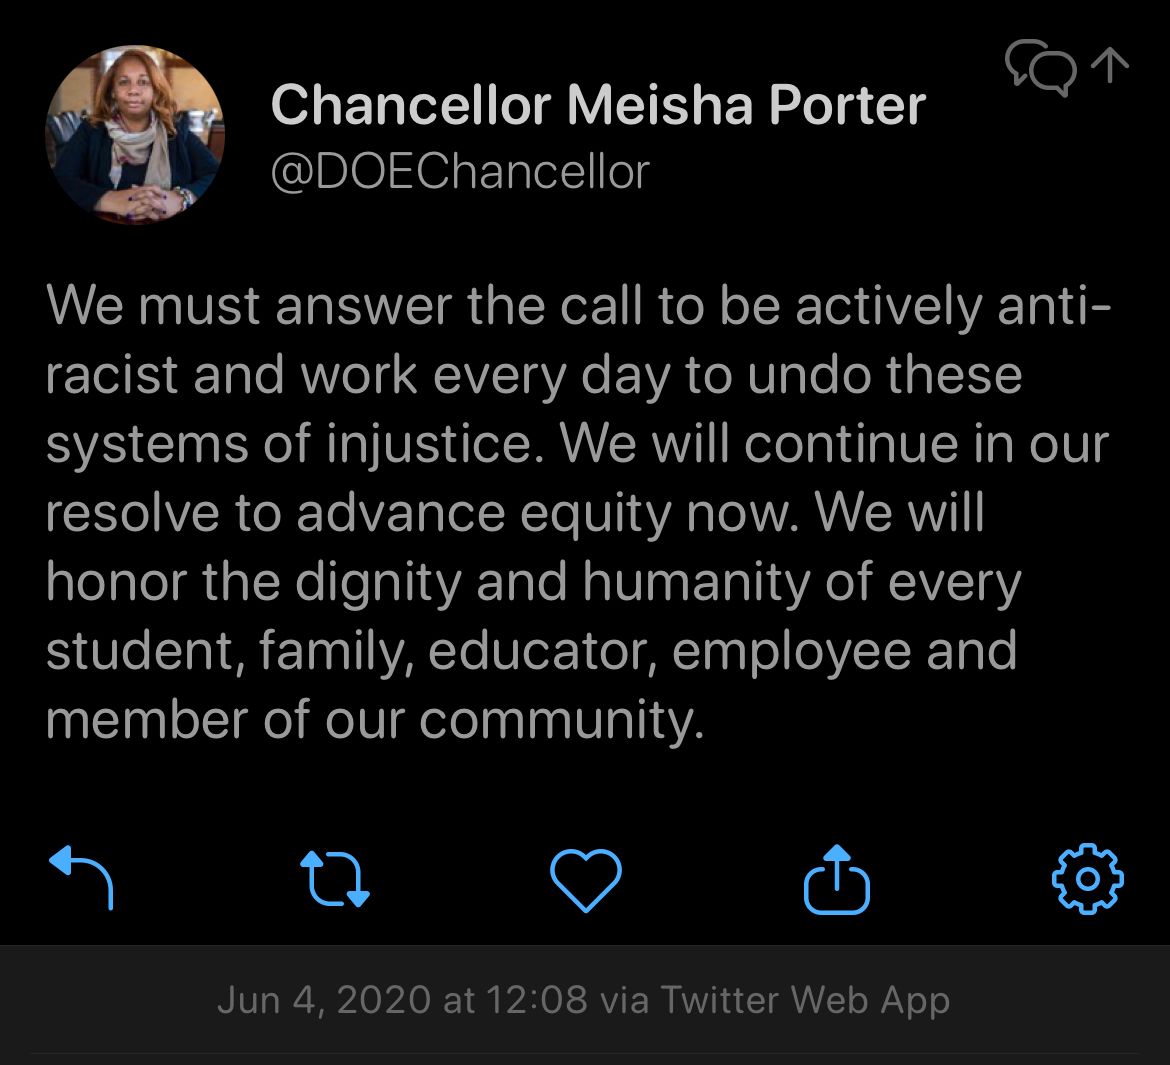 Chancellor Meisha Porter
@DOEChancellor
We must answer the call to be actively anti-
racist and work every day to undo these
systems of injustice. We will continue in our
resolve to advance equity now. We will
honor the dignity and humanity of every
student, family, educator, employee and
member of our community.
Jun 4, 2020 at 12:08 via Twitter Web App